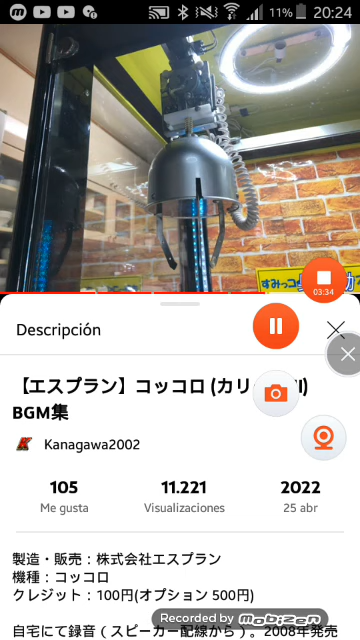 11% 20:24
すみっコ
03:34
Descripción
【エスプラン】コッコロ (カリ
BGM集
Kanagawa2002
105 11.221 2022
Me gusta Visualizaciones 25 abr
製造・販売：株式会社エスプラン
機種：コッコロ
クレジット：100円(オプション 500円)
自宅にて録音（スピーカー配線から）。2008年発売
Recorded by Mobizen